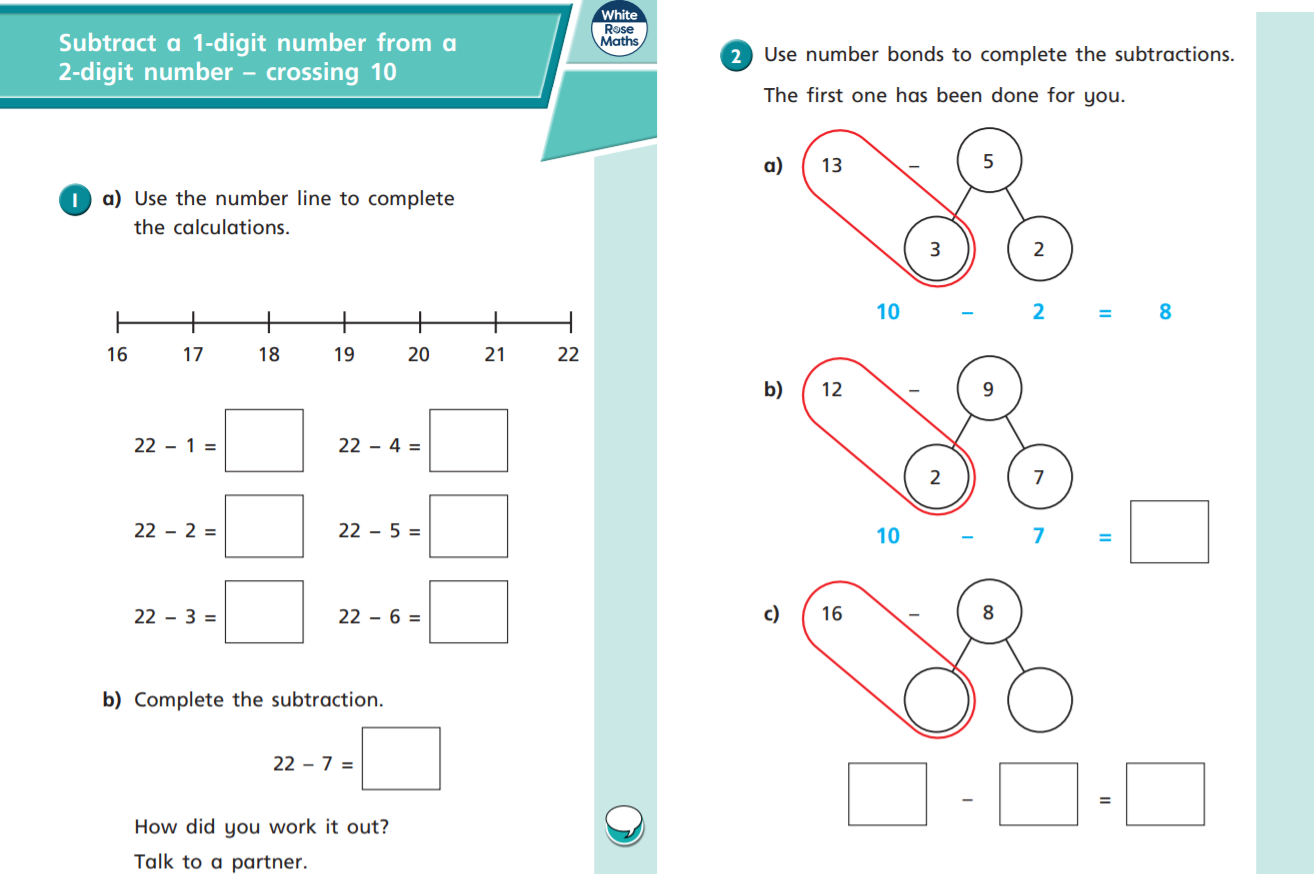 Subtract a 1-digit number from a
2-digit number – crossing 10
White
Rose
Maths
1 a) Use the number line to complete
the calculations.
16 17 18 19 20 21 22
22 – 1 = 22 – 4 =
22 – 2 = 22 – 5 =
22 – 3 = 22 – 6 =
b) Complete the subtraction.
22 – 7 =
How did you work it out?
Talk to a partner.
2 Use number bonds to complete the subtractions.
The first one has been done for you.
a) 13 – 5
3 2
10 – 2 = 8
b) 12 – 9
2 7
10 – 7 =
c) 16 – 8
– =